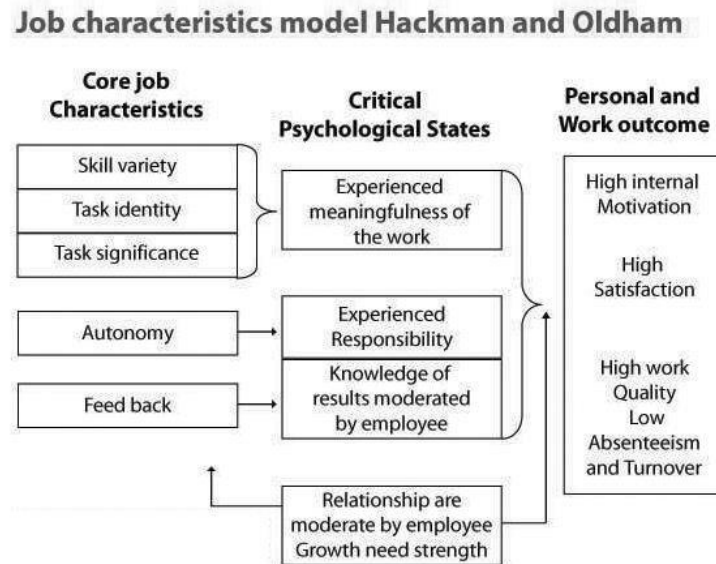 Job characteristics model Hackman and Oldham
Core job
Characteristics
Skill variety
Task identity
Task significance
Autonomy
Feed back
Critical
Psychological States
Experienced
meaningfulness of
the work
Experienced
Responsibility
Knowledge of
results moderated
by employee
Relationship are
moderate by employee
Growth need strength
Personal and
Work outcome
High internal
Motivation
High
Satisfaction
High work
Quality
Low
Absenteeism
and Turnover